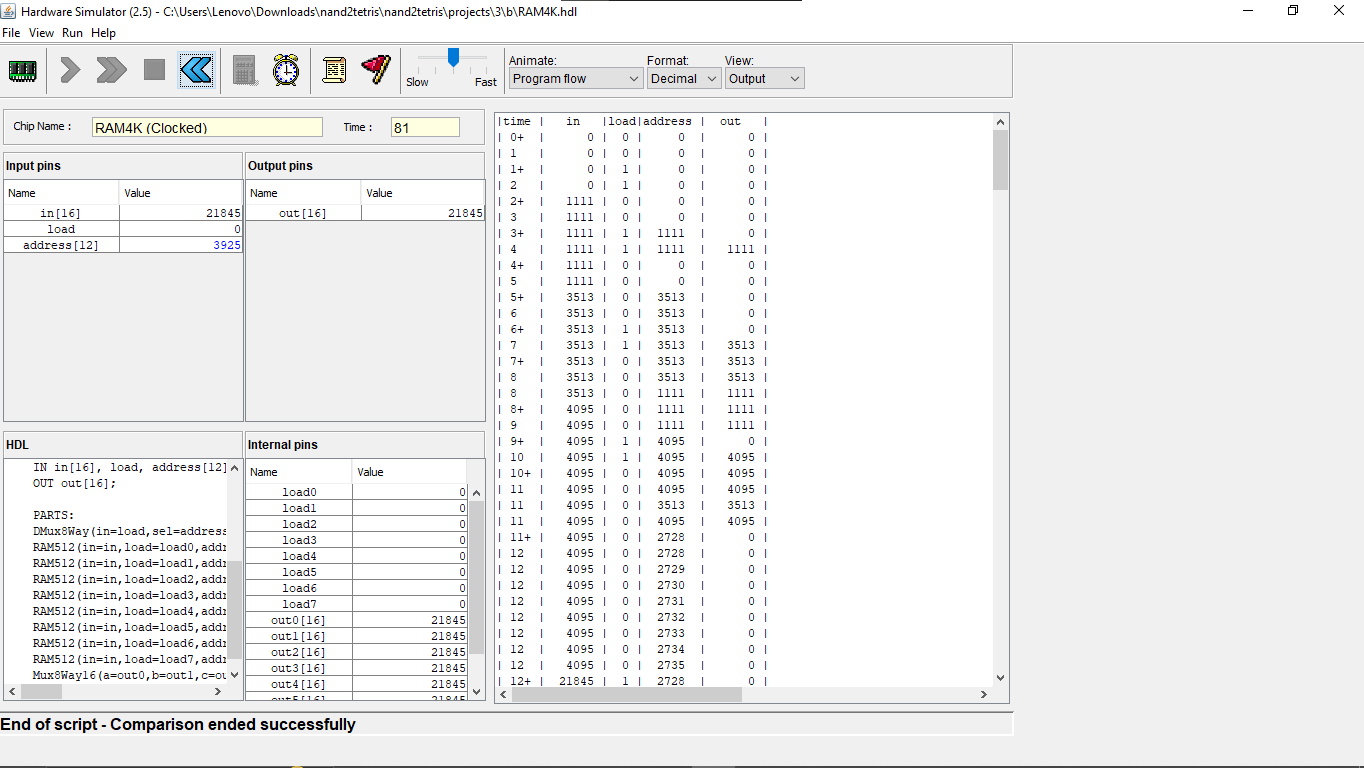 Hardware Simulator (2.5) - C:\Users\Lenovo\Downloads\nand2tetris\nand2tetris\projects\3\b\RAM4K.hdl
File View Run Help
Slow Fast
Animate: Format: View:
Program flow Decimal Output
Chip Name : RAM4K (Clocked) Time : 81
Input pins
Name Value
in[16] 21845
load 0
address[12] 3925
Output pins
Name Value
out[16] 21845
HDL
IN in[16], load, address[12]
OUT out[16];
PARTS:
DMux8Way(in=load,sel=address
RAM512(in=in,load=load0,addr
RAM512(in=in,load=load1,addr
RAM512(in=in,load=load2,addr
RAM512(in=in,load=load3,addr
RAM512(in=in,load=load4,addr
RAM512(in=in,load=load5,addr
RAM512(in=in,load=load6,addr
RAM512(in=in,load=load7,addr
Mux8Way16(a=out0,b=out1,c=ou
Internal pins
Name Value
load0 0
load1 0
load2 0
load3 0
load4 0
load5 0
load6 0
load7 0
out0[16] 21845
out1[16] 21845
out2[16] 21845
out3[16] 21845
out4[16] 21845
out5[16] 21845
|time | in |load|address | out |
| 0+ | 0 | 0 | 0 | 0 |
| 1 | 0 | 0 | 0 | 0 |
| 1+ | 0 | 1 | 0 | 0 |
| 2 | 0 | 1 | 0 | 0 |
| 2+ | 1111 | 0 | 0 | 0 |
| 3 | 1111 | 0 | 0 | 0 |
| 3+ | 1111 | 1 | 1111 | 0 |
| 4 | 1111 | 1 | 1111 | 1111 |
| 4+ | 1111 | 0 | 0 | 0 |
| 5 | 1111 | 0 | 0 | 0 |
| 5+ | 3513 | 0 | 3513 | 0 |
| 6 | 3513 | 0 | 3513 | 0 |
| 6+ | 3513 | 1 | 3513 | 0 |
| 7 | 3513 | 1 | 3513 | 3513 |
| 7+ | 3513 | 0 | 3513 | 3513 |
| 8 | 3513 | 0 | 3513 | 3513 |
| 8 | 3513 | 0 | 1111 | 1111 |
| 8+ | 4095 | 0 | 1111 | 1111 |
| 9 | 4095 | 0 | 1111 | 1111 |
| 9+ | 4095 | 1 | 4095 | 0 |
| 10 | 4095 | 1 | 4095 | 4095 |
| 10+ | 4095 | 0 | 4095 | 4095 |
| 11 | 4095 | 0 | 4095 | 4095 |
| 11 | 4095 | 0 | 3513 | 3513 |
| 11 | 4095 | 0 | 4095 | 4095 |
| 11+ | 4095 | 0 | 2728 | 0 |
| 12 | 4095 | 0 | 2728 | 0 |
| 12 | 4095 | 0 | 2729 | 0 |
| 12 | 4095 | 0 | 2730 | 0 |
| 12 | 4095 | 0 | 2731 | 0 |
| 12 | 4095 | 0 | 2732 | 0 |
| 12 | 4095 | 0 | 2733 | 0 |
| 12 | 4095 | 0 | 2734 | 0 |
| 12 | 4095 | 0 | 2735 | 0 |
| 12+ | 21845 | 1 | 2728 | 0 |
End of script - Comparison ended successfully